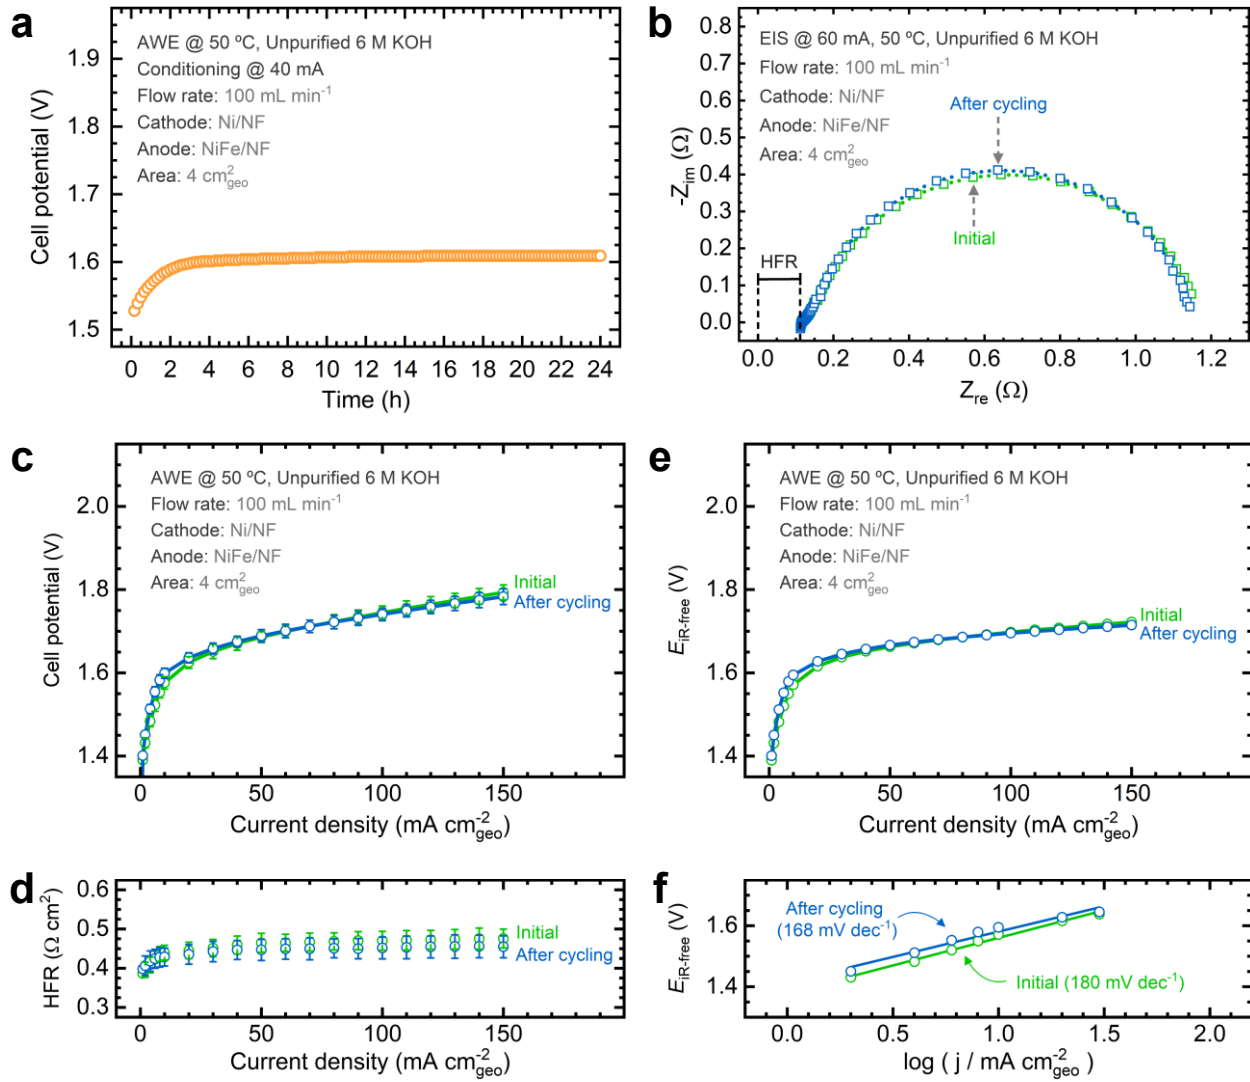 a
AWE @ 50 ºC, Unpurified 6 M KOH
Conditioning @ 40 mA
Flow rate: 100 mL min⁻¹
Cathode: Ni/NF
Anode: NiFe/NF
Area: 4 cm²geo
Cell potential (V)
1.9
1.8
1.7
1.6
1.5
0 2 4 6 8 10 12 14 16 18 20 22 24
Time (h)
b
EIS @ 60 mA, 50 ºC, Unpurified 6 M KOH
Flow rate: 100 mL min⁻¹
Cathode: Ni/NF
Anode: NiFe/NF
Area: 4 cm²geo
After cycling
Initial
HFR
-Zim (Ω)
0.8
0.7
0.6
0.5
0.4
0.3
0.2
0.1
0.0
0.0 0.2 0.4 0.6 0.8 1.0 1.2
Zre (Ω)
c
AWE @ 50 ºC, Unpurified 6 M KOH
Flow rate: 100 mL min⁻¹
Cathode: Ni/NF
Anode: NiFe/NF
Area: 4 cm²geo
Initial
After cycling
Cell potential (V)
2.0
1.8
1.6
1.4
0 50 100 150
Current density (mA cm⁻²geo)
e
AWE @ 50 ºC, Unpurified 6 M KOH
Flow rate: 100 mL min⁻¹
Cathode: Ni/NF
Anode: NiFe/NF
Area: 4 cm²geo
Initial
After cycling
EiR-free (V)
2.0
1.8
1.6
1.4
0 50 100 150
Current density (mA cm⁻²geo)
d
Initial
After cycling
HFR (Ω cm²)
0.6
0.5
0.4
0.3
0 50 100 150
Current density (mA cm⁻²geo)
f
After cycling
(168 mV dec⁻¹)
Initial (180 mV dec⁻¹)
EiR-free (V)
1.6
1.4
0.0 0.5 1.0 1.5 2.0
log ( j / mA cm⁻²geo )